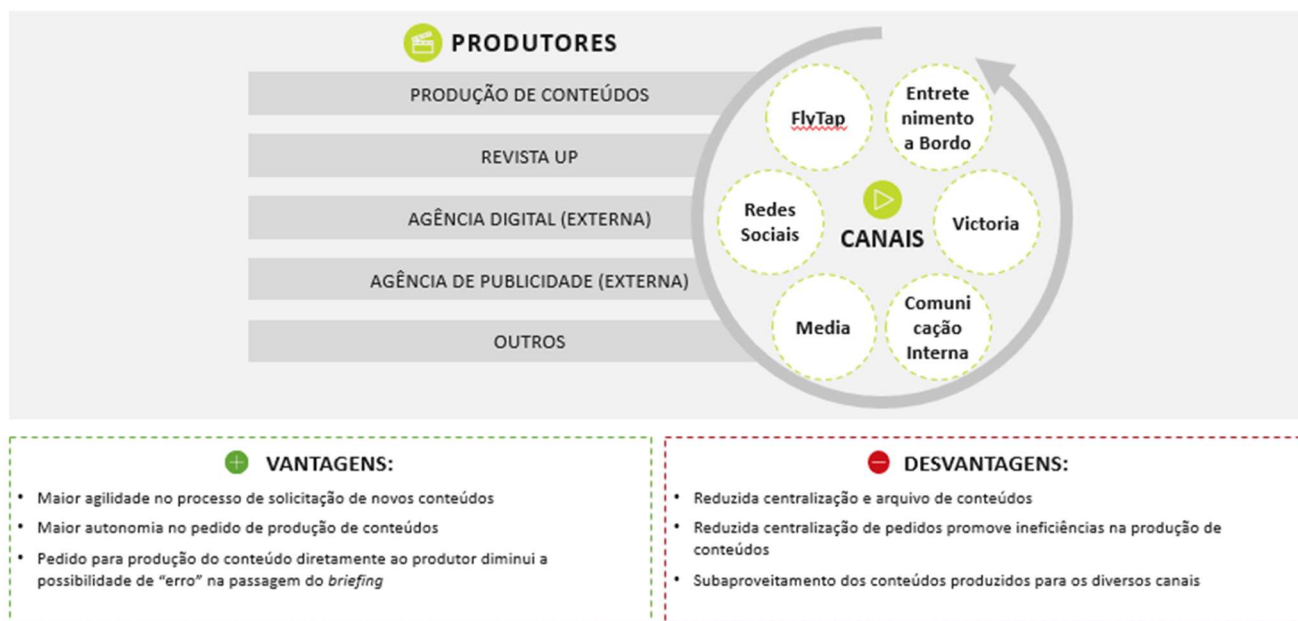 PRODUTORES
PRODUÇÃO DE CONTEÚDOS
REVISTA UP
AGÊNCIA DIGITAL (EXTERNA)
AGÊNCIA DE PUBLICIDADE (EXTERNA)
OUTROS
FlyTap
Entrete
nimento
a Bordo
Redes
Sociais
CANAIS
Victoria
Media
Comuni
cação
Interna
VANTAGENS:
• Maior agilidade no processo de solicitação de novos conteúdos
• Maior autonomia no pedido de produção de conteúdos
• Pedido para produção do conteúdo diretamente ao produtor diminui a
possibilidade de “erro” na passagem do briefing
DESVANTAGENS:
• Reduzida centralização e arquivo de conteúdos
• Reduzida centralização de pedidos promove ineficiências na produção de
conteúdos
• Subaproveitamento dos conteúdos produzidos para os diversos canais